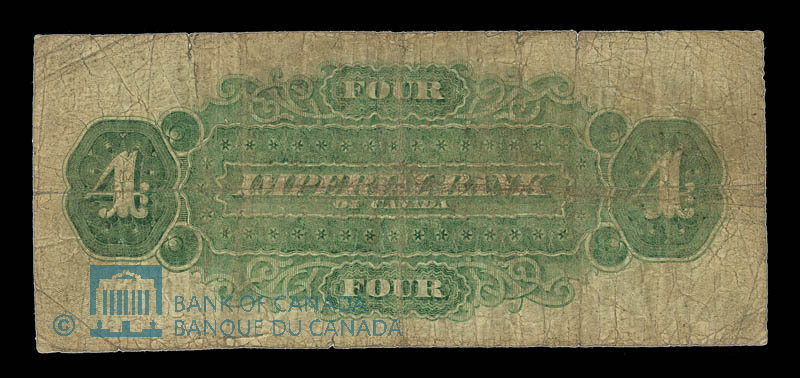 FOUR
4 4
IMPERIAL BANK
OF CANADA
FOUR
BANK OF CANADA
© BANQUE DU CANADA